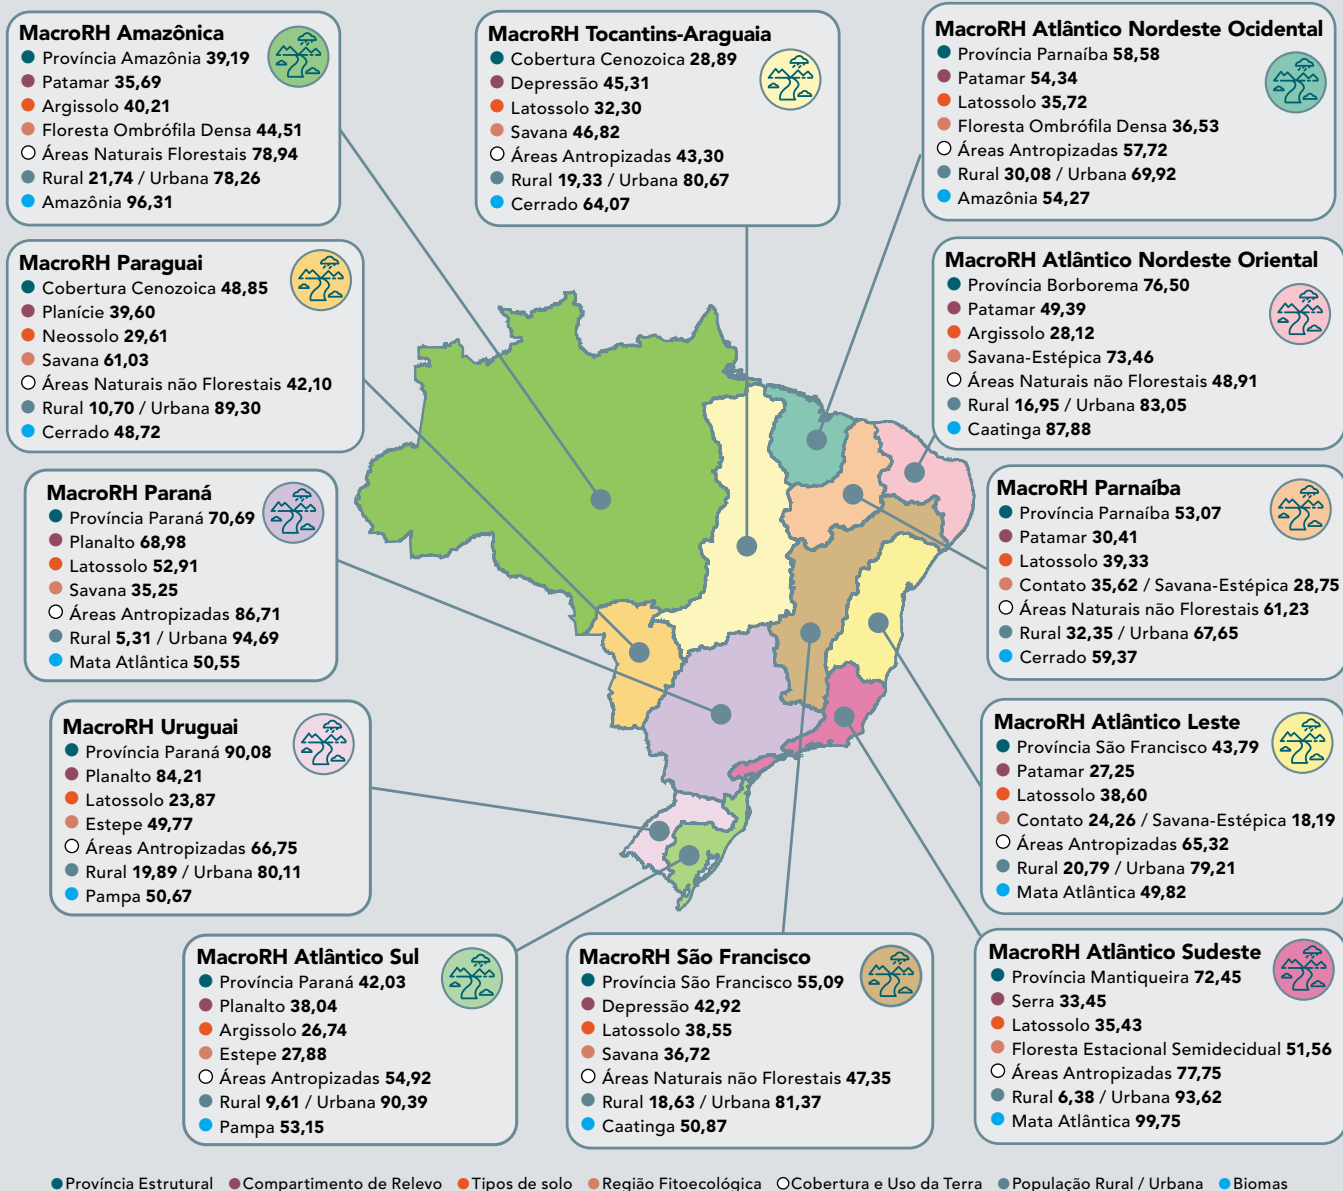 MacroRH Amazônica
Província Amazônia 39,19
Patamar 35,69
Argissolo 40,21
Floresta Ombrófila Densa 44,51
Áreas Naturais Florestais 78,94
Rural 21,74 / Urbana 78,26
Amazônia 96,31
MacroRH Tocantins-Araguaia
Cobertura Cenozoica 28,89
Depressão 45,31
Latossolo 32,30
Savana 46,82
Áreas Antropizadas 43,30
Rural 19,33 / Urbana 80,67
Cerrado 64,07
MacroRH Atlântico Nordeste Ocidental
Província Parnaíba 58,58
Patamar 54,34
Latossolo 35,72
Floresta Ombrófila Densa 36,53
Áreas Antropizadas 57,72
Rural 30,08 / Urbana 69,92
Amazônia 54,27
MacroRH Paraguai
Cobertura Cenozoica 48,85
Planície 39,60
Neossolo 29,61
Savana 61,03
Áreas Naturais não Florestais 42,10
Rural 10,70 / Urbana 89,30
Cerrado 48,72
MacroRH Atlântico Nordeste Oriental
Província Borborema 76,50
Patamar 49,39
Argissolo 28,12
Savana-Estépica 73,46
Áreas Naturais não Florestais 48,91
Rural 16,95 / Urbana 83,05
Caatinga 87,88
MacroRH Paraná
Província Paraná 70,69
Planalto 68,98
Latossolo 52,91
Savana 35,25
Áreas Antropizadas 86,71
Rural 5,31 / Urbana 94,69
Mata Atlântica 50,55
MacroRH Parnaíba
Província Parnaíba 53,07
Patamar 30,41
Latossolo 39,33
Contato 35,62 / Savana-Estépica 28,75
Áreas Naturais não Florestais 61,23
Rural 32,35 / Urbana 67,65
Cerrado 59,37
MacroRH Uruguai
Província Paraná 90,08
Planalto 84,21
Latossolo 23,87
Estepe 49,77
Áreas Antropizadas 66,75
Rural 19,89 / Urbana 80,11
Pampa 50,67
MacroRH Atlântico Leste
Província São Francisco 43,79
Patamar 27,25
Latossolo 38,60
Contato 24,26 / Savana-Estépica 18,19
Áreas Antropizadas 65,32
Rural 20,79 / Urbana 79,21
Mata Atlântica 49,82
MacroRH Atlântico Sul
Província Paraná 42,03
Planalto 38,04
Argissolo 26,74
Estepe 27,88
Áreas Antropizadas 54,92
Rural 9,61 / Urbana 90,39
Pampa 53,15
MacroRH São Francisco
Província São Francisco 55,09
Depressão 42,92
Latossolo 38,55
Savana 36,72
Áreas Naturais não Florestais 47,35
Rural 18,63 / Urbana 81,37
Caatinga 50,87
MacroRH Atlântico Sudeste
Província Mantiqueira 72,45
Serra 33,45
Latossolo 35,43
Floresta Estacional Semidecidual 51,56
Áreas Antropizadas 77,75
Rural 6,38 / Urbana 93,62
Mata Atlântica 99,75
Província Estrutural Compartimento de Relevo Tipos de solo Região Fitoecológica Cobertura e Uso da Terra População Rural / Urbana Biomas